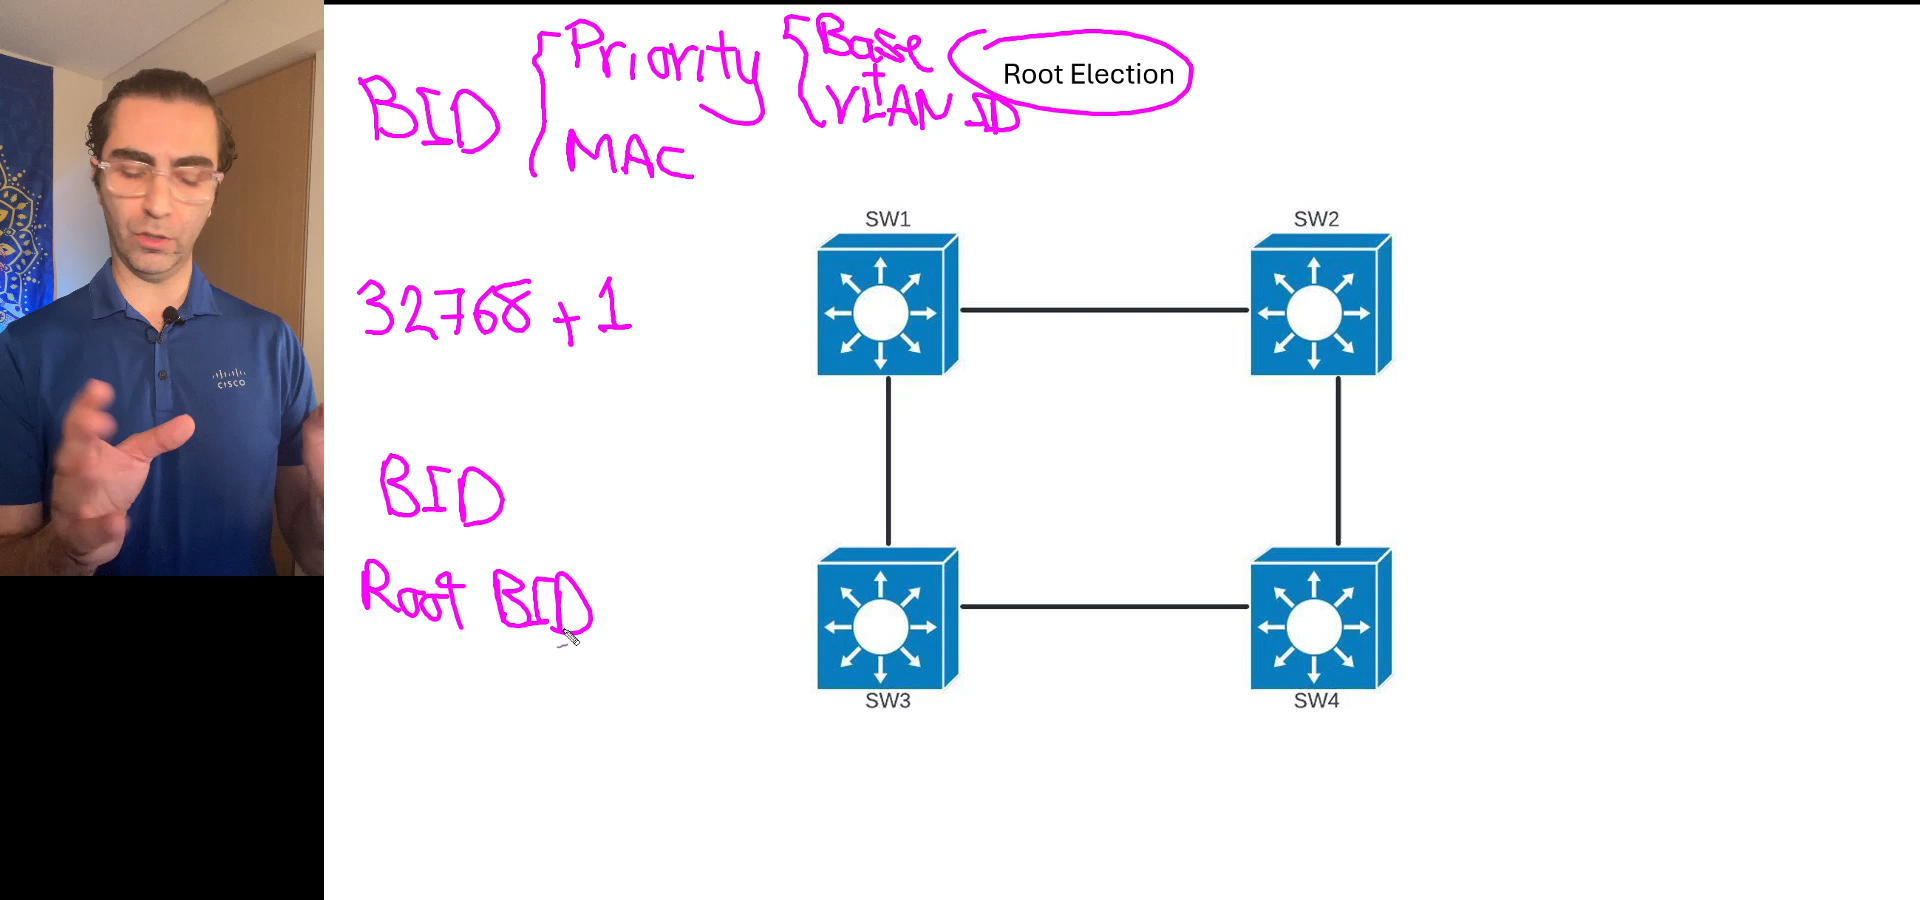 BID { Priority { Base + VLAN ID
MAC
Root Election
SW1
SW2
32768 + 1
CISCO
BID
Root BID
SW3
SW4